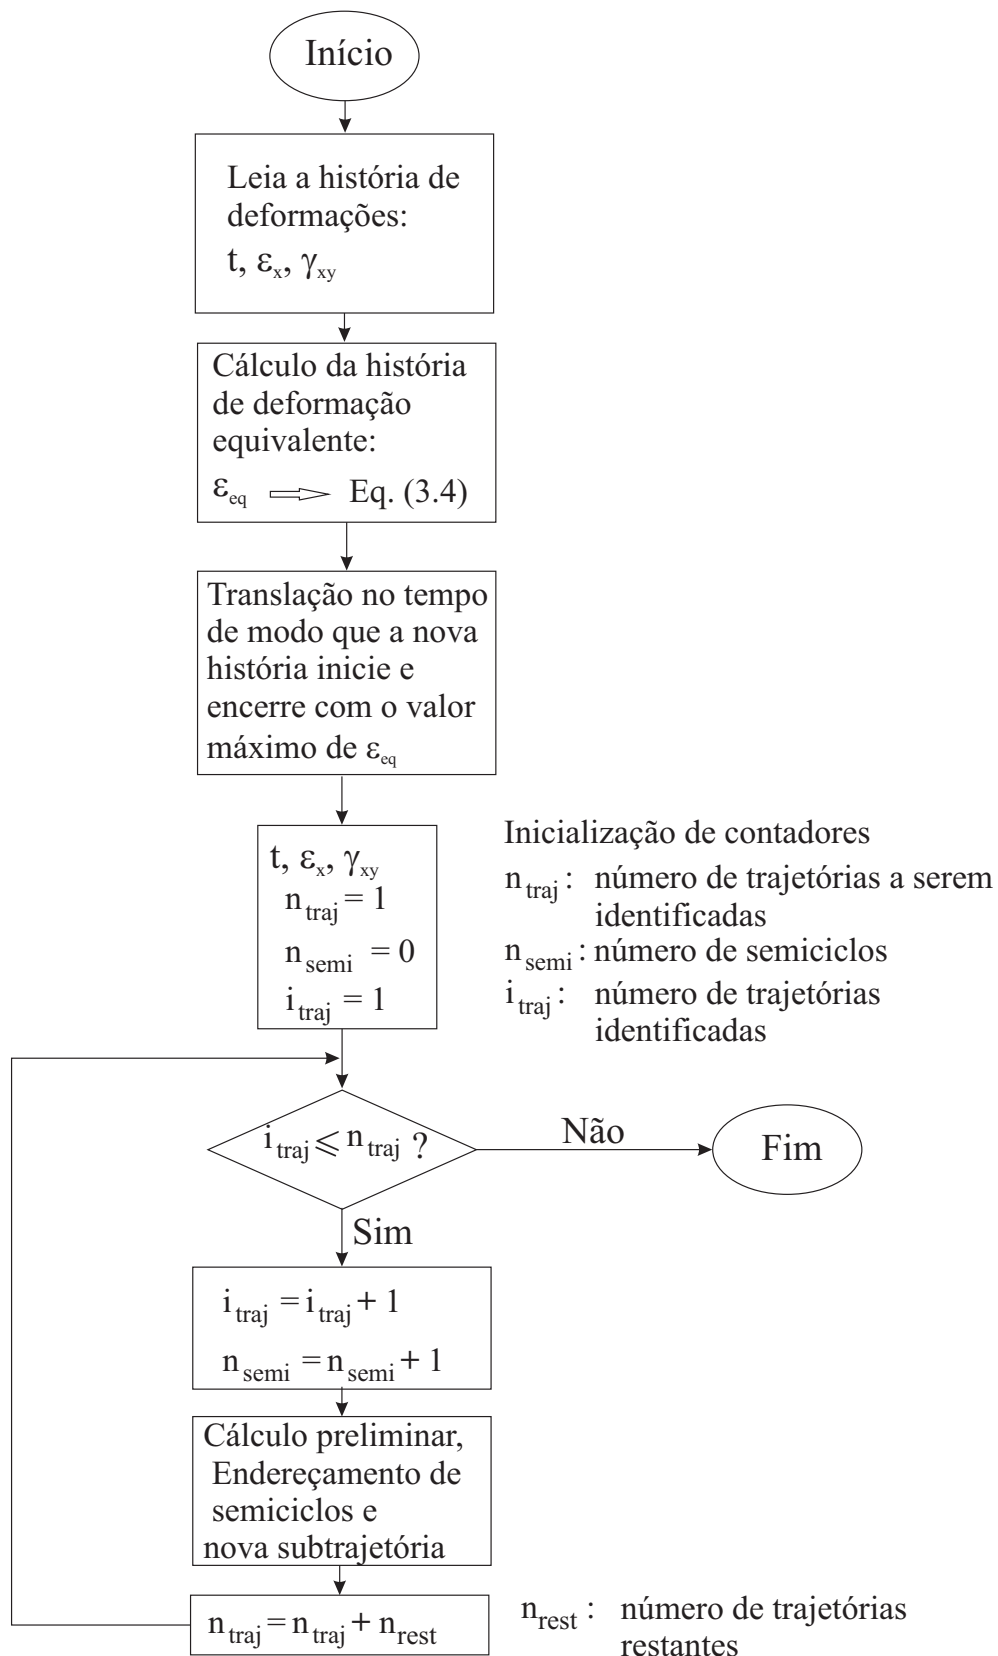 Início
Leia a história de
deformações:
t, εx, γxy
Cálculo da história
de deformação
equivalente:
εeq ⇒ Eq. (3.4)
Translação no tempo
de modo que a nova
história inicie e
encerre com o valor
máximo de εeq
t, εx, γxy
ntraj = 1
nsemi = 0
itraj = 1
Inicialização de contadores
ntraj : número de trajetórias a serem
identificadas
nsemi : número de semiciclos
itraj : número de trajetórias
identificadas
itraj ⩽ ntraj ?
Não
Fim
Sim
itraj = itraj + 1
nsemi = nsemi + 1
Cálculo preliminar,
Endereçamento de
semiciclos e
nova subtrajetória
ntraj = ntraj + nrest
nrest : número de trajetórias
restantes